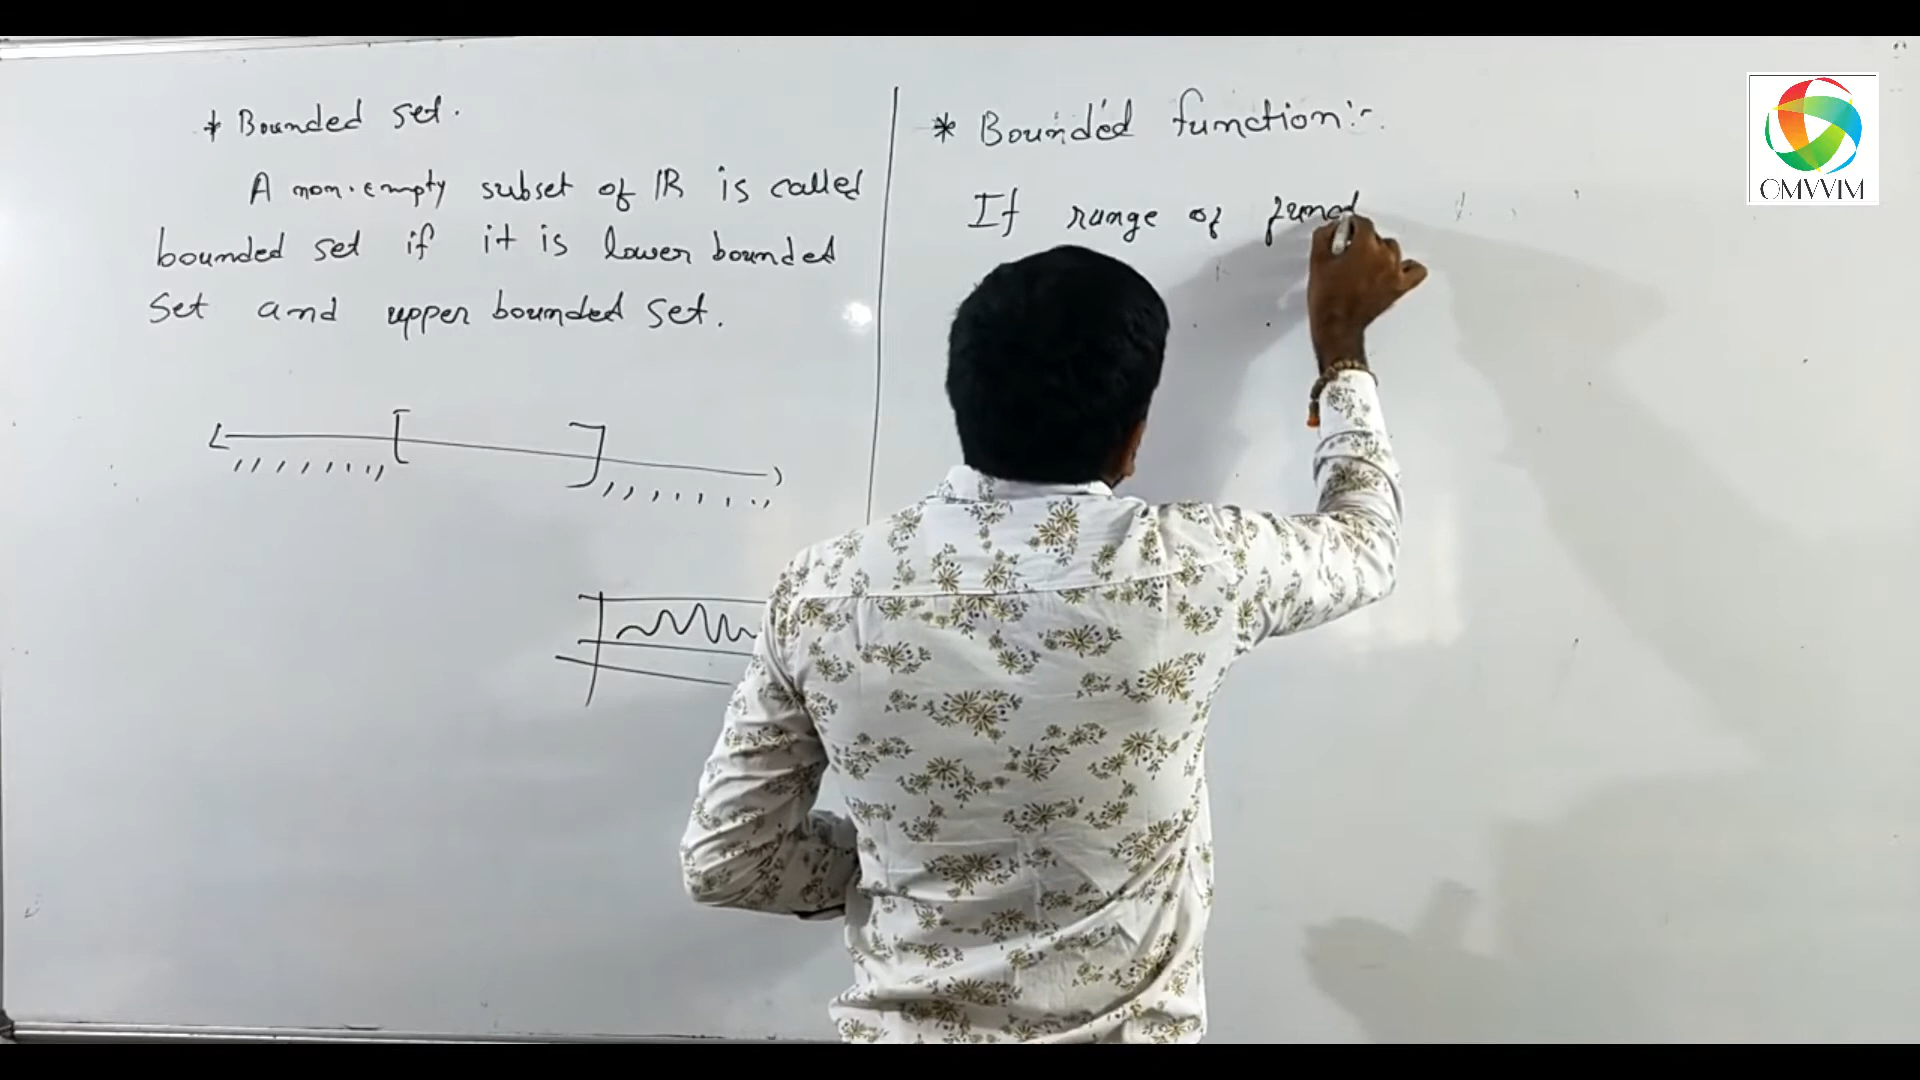 * Bounded set.
A non-empty subset of IR is called
bounded set if it is lower bounded
set and upper bounded set.
* Bounded function:-
If range of funct
OMVVIM